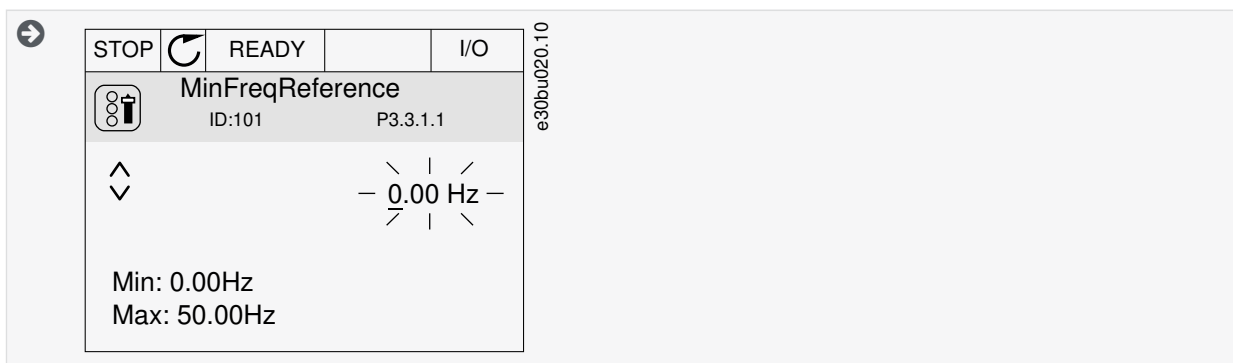 STOP READY I/O
MinFreqReference
ID:101 P3.3.1.1
0.00 Hz
Min: 0.00Hz
Max: 50.00Hz
e30bu020.10